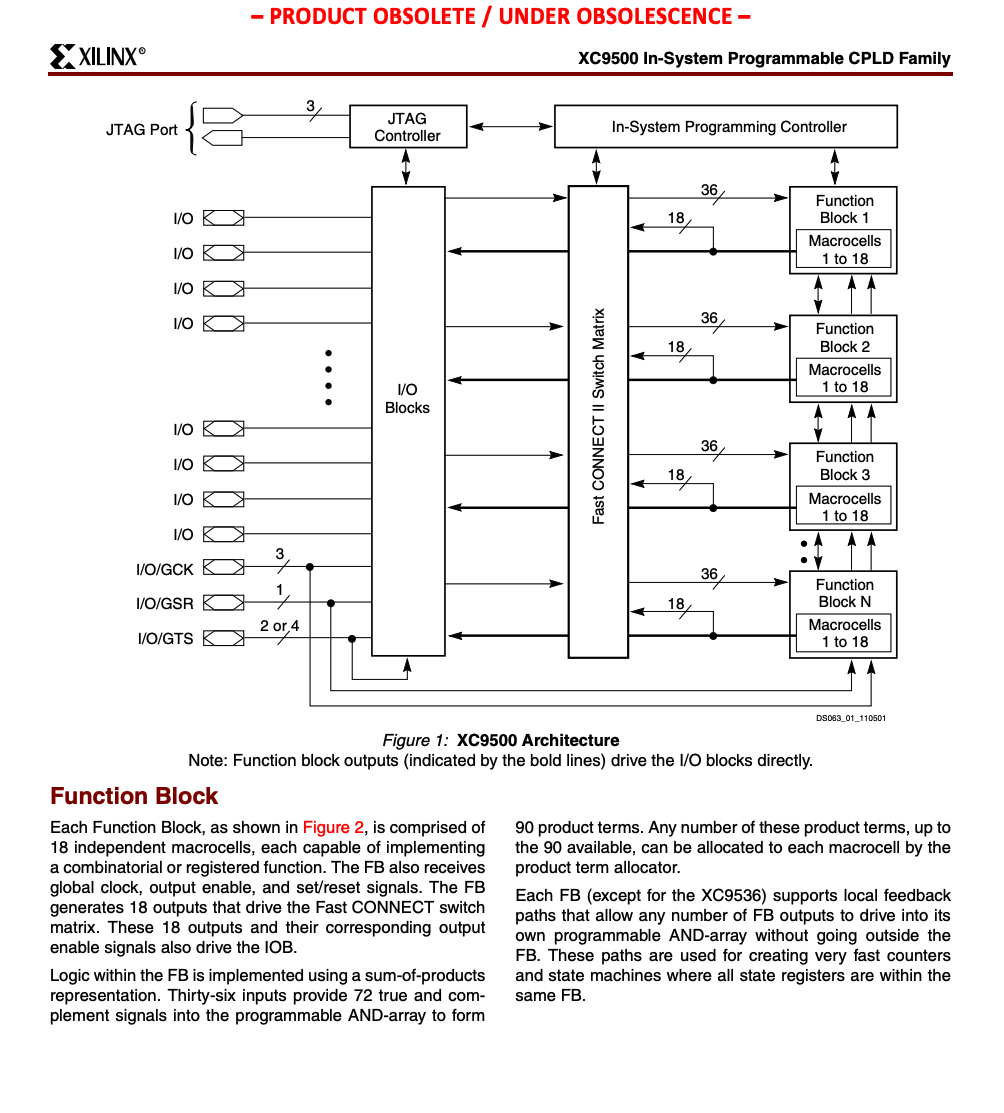 – PRODUCT OBSOLETE / UNDER OBSOLESCENCE –
XILINX®
XC9500 In-System Programmable CPLD Family
JTAG Port
3
JTAG
Controller
In-System Programming Controller
I/O
I/O
I/O
I/O
I/O
I/O
I/O
I/O
I/O/GCK
3
I/O/GSR
1
I/O/GTS
2 or 4
I/O
Blocks
Fast CONNECT II Switch Matrix
36
18
Function
Block 1
Macrocells
1 to 18
36
18
Function
Block 2
Macrocells
1 to 18
36
18
Function
Block 3
Macrocells
1 to 18
36
18
Function
Block N
Macrocells
1 to 18
DS063_01_110501
Figure 1: XC9500 Architecture
Note: Function block outputs (indicated by the bold lines) drive the I/O blocks directly.
Function Block
Each Function Block, as shown in Figure 2, is comprised of
18 independent macrocells, each capable of implementing
a combinatorial or registered function. The FB also receives
global clock, output enable, and set/reset signals. The FB
generates 18 outputs that drive the Fast CONNECT switch
matrix. These 18 outputs and their corresponding output
enable signals also drive the IOB.
Logic within the FB is implemented using a sum-of-products
representation. Thirty-six inputs provide 72 true and com-
plement signals into the programmable AND-array to form
90 product terms. Any number of these product terms, up to
the 90 available, can be allocated to each macrocell by the
product term allocator.
Each FB (except for the XC9536) supports local feedback
paths that allow any number of FB outputs to drive into its
own programmable AND-array without going outside the
FB. These paths are used for creating very fast counters
and state machines where all state registers are within the
same FB.